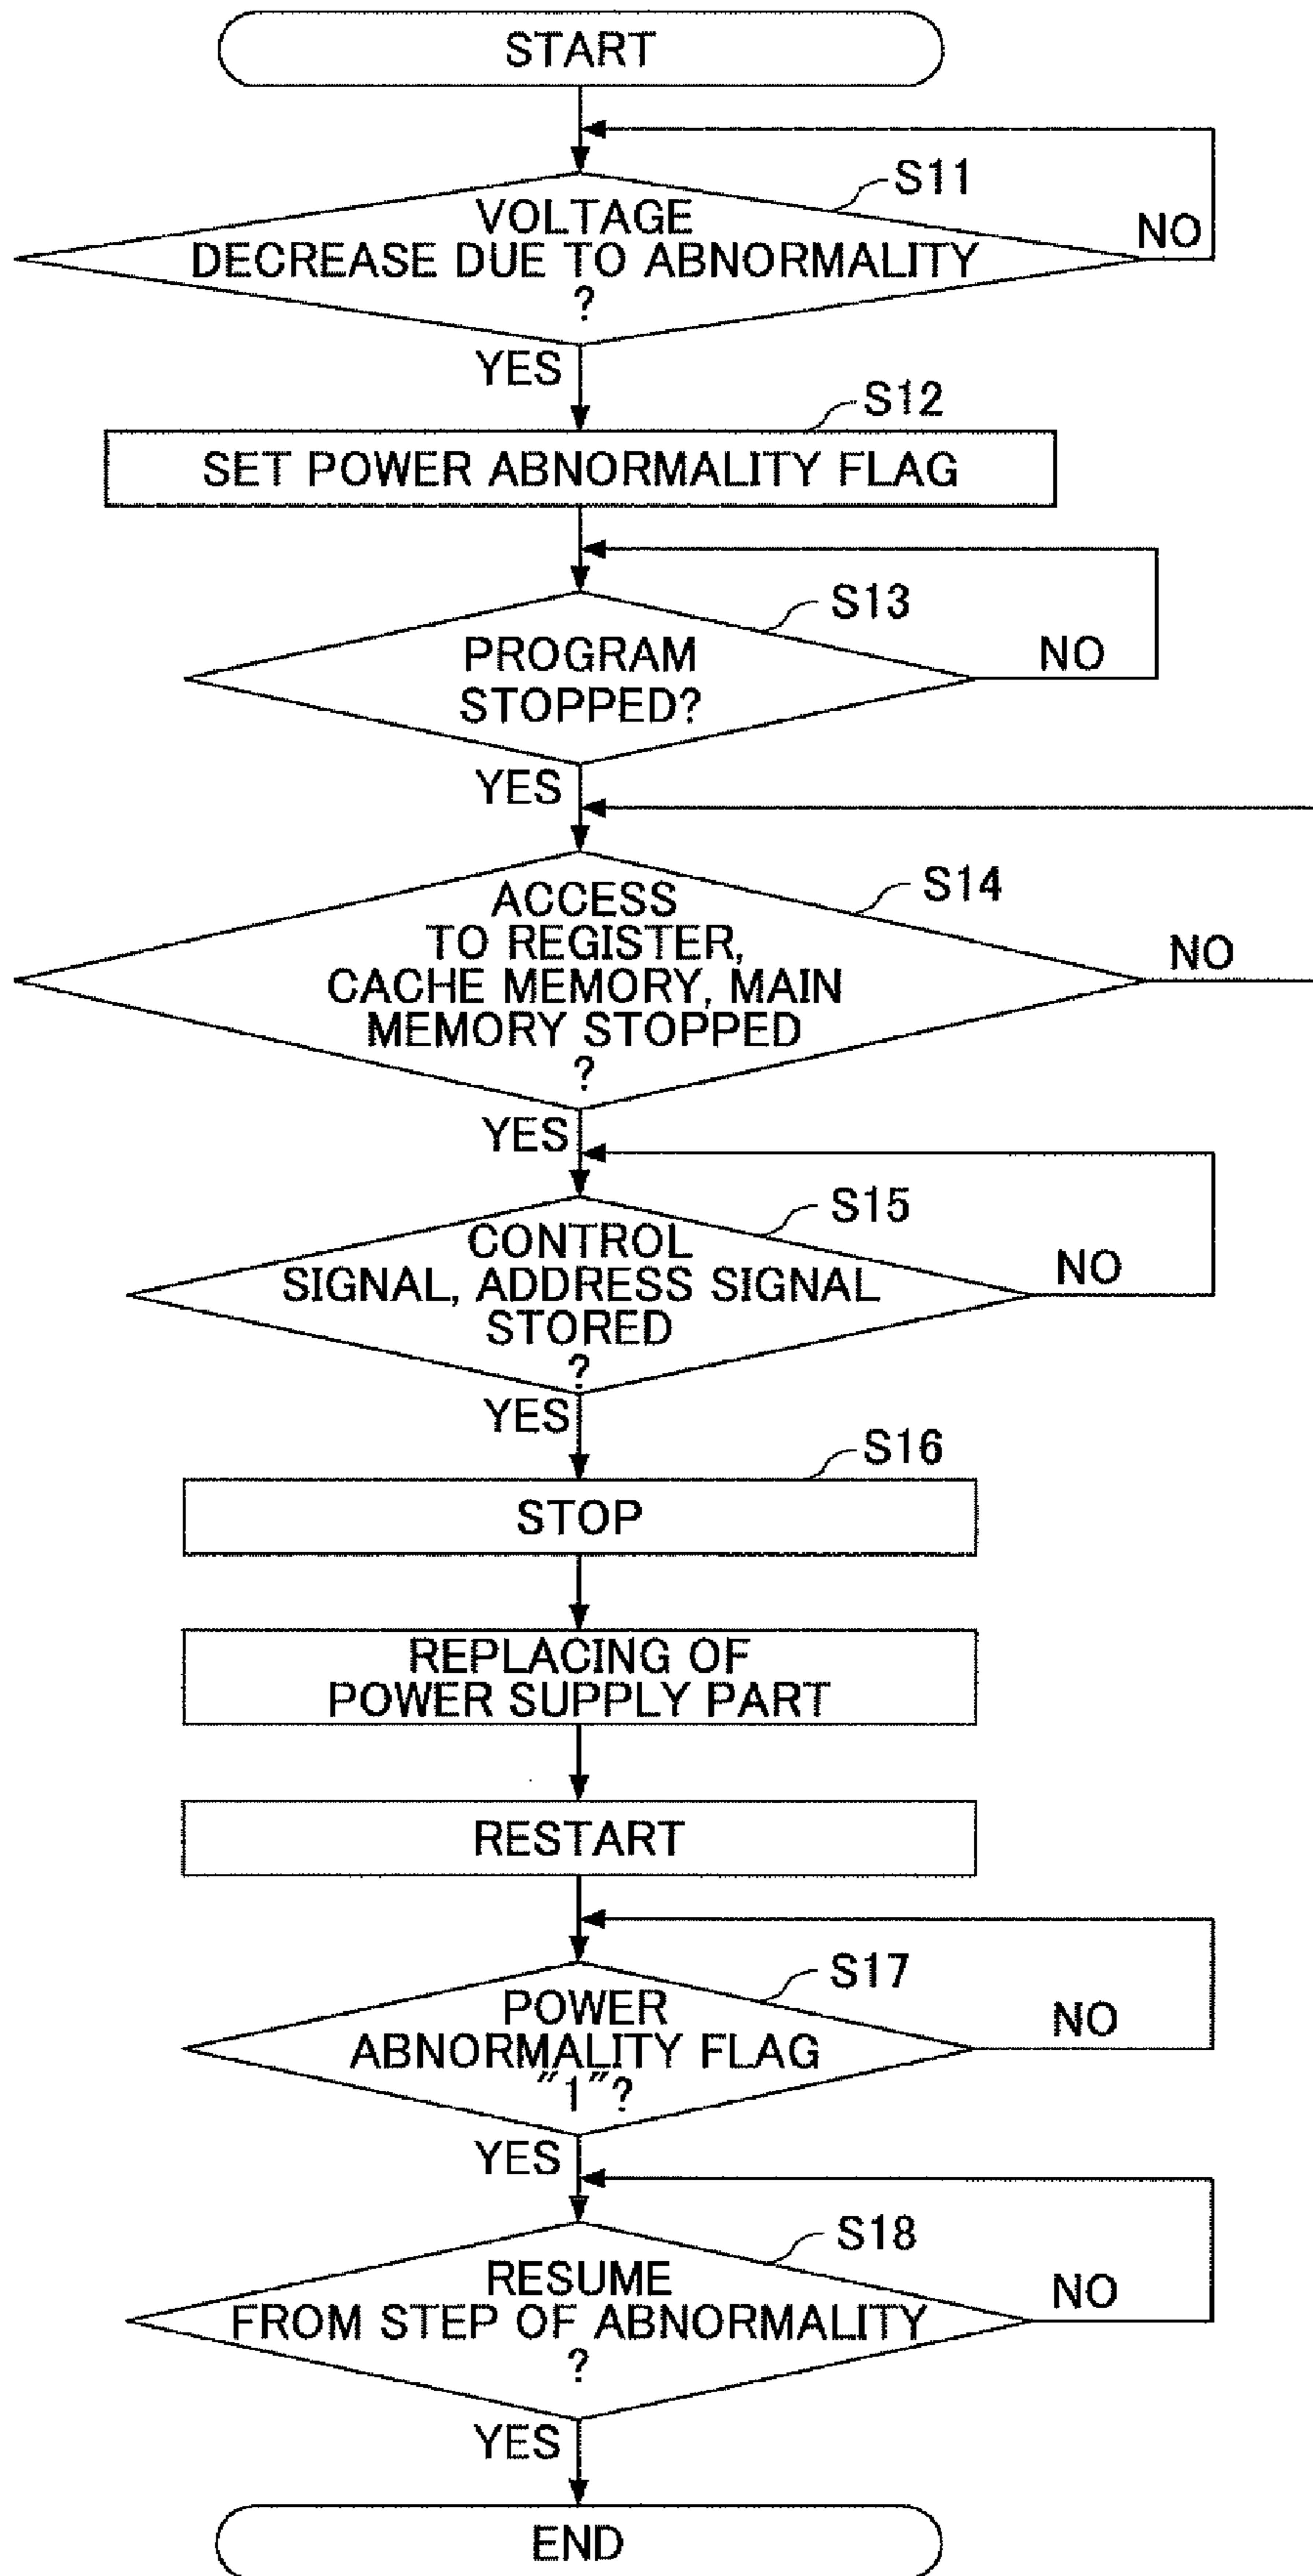 START
S11
VOLTAGE
DECREASE DUE TO ABNORMALITY
?
NO
YES
S12
SET POWER ABNORMALITY FLAG
S13
PROGRAM
STOPPED?
NO
YES
S14
ACCESS
TO REGISTER,
CACHE MEMORY, MAIN
MEMORY STOPPED
?
NO
YES
S15
CONTROL
SIGNAL, ADDRESS SIGNAL
STORED
?
NO
YES
S16
STOP
REPLACING OF
POWER SUPPLY PART
RESTART
S17
POWER
ABNORMALITY FLAG
"1"?
NO
YES
S18
RESUME
FROM STEP OF ABNORMALITY
?
NO
YES
END